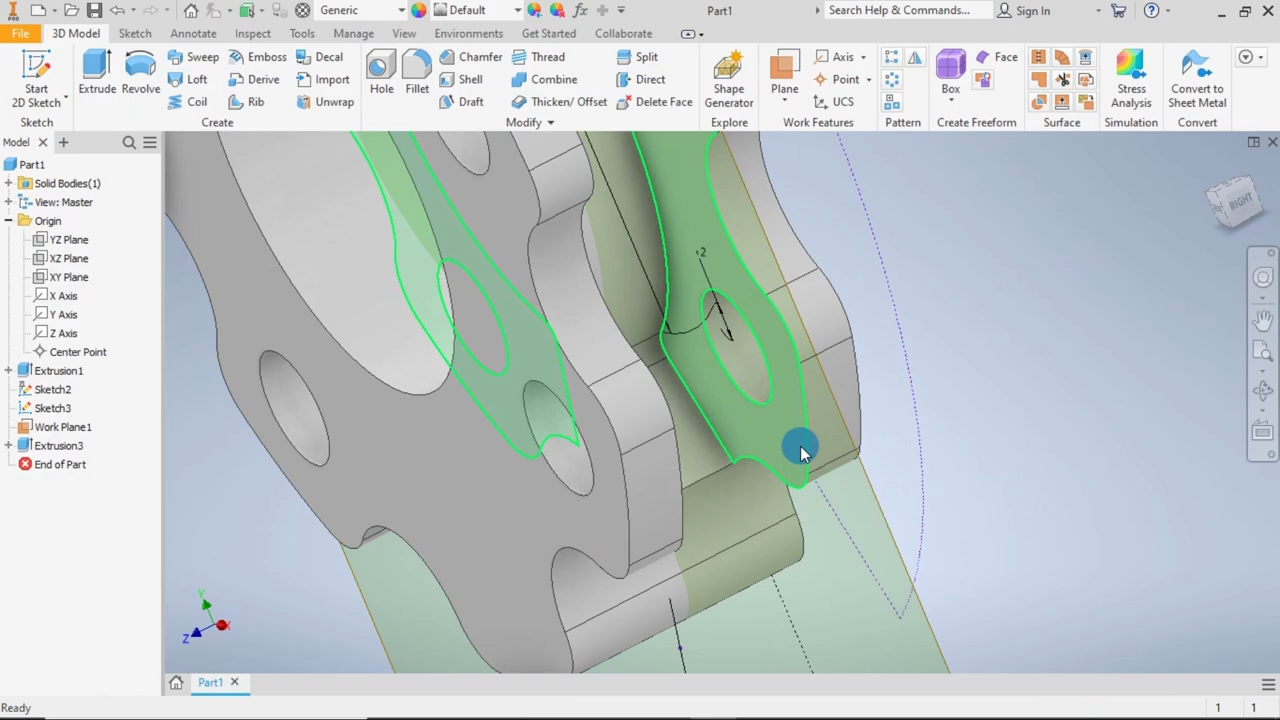 PRO
Generic
Default
fx
Part1
Search Help & Commands...
Sign In
File
3D Model
Sketch
Annotate
Inspect
Tools
Manage
View
Environments
Get Started
Collaborate
Start
2D Sketch
Extrude
Revolve
Sweep
Emboss
Decal
Loft
Derive
Import
Coil
Rib
Unwrap
Hole
Fillet
Chamfer
Thread
Split
Shell
Combine
Direct
Draft
Thicken/ Offset
Delete Face
Shape
Generator
Plane
Axis
Point
UCS
Box
Face
Stress
Analysis
Convert to
Sheet Metal
Sketch
Create
Modify
Explore
Work Features
Pattern
Create Freeform
Surface
Simulation
Convert
Model
Part1
Solid Bodies(1)
View: Master
Origin
YZ Plane
XZ Plane
XY Plane
X Axis
Y Axis
Z Axis
Center Point
Extrusion1
Sketch2
Sketch3
Work Plane1
Extrusion3
End of Part
RIGHT
Y
Z
X
Part1
Ready
1 1